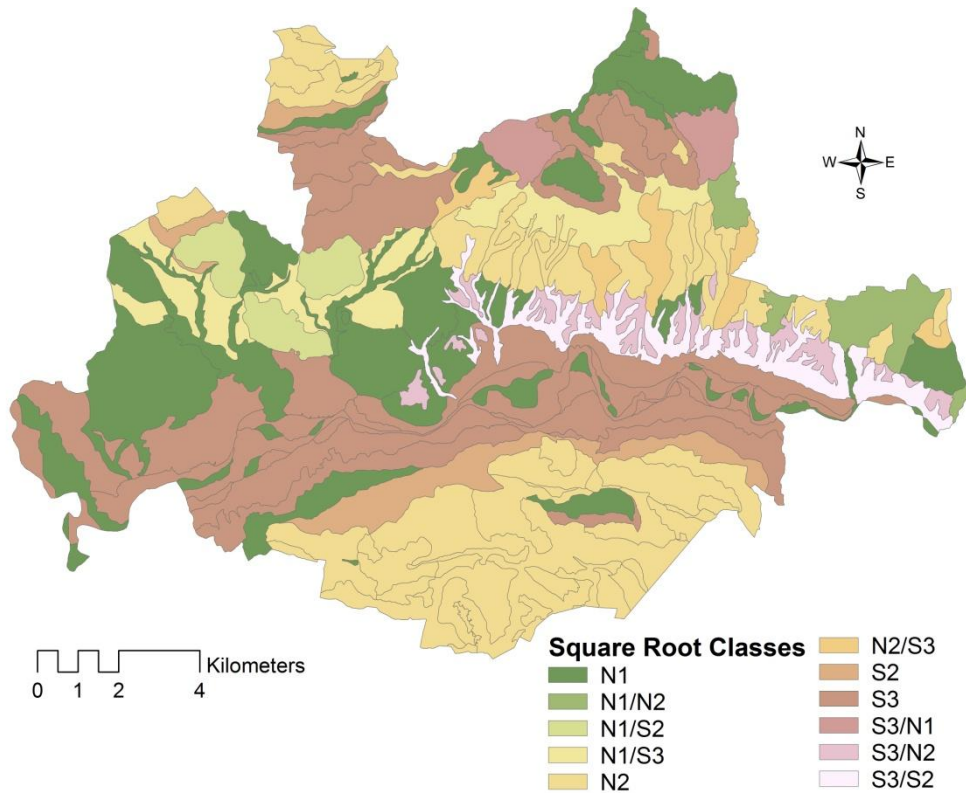 N
W E
S
Kilometers
0 1 2 4
Square Root Classes
N1
N1/N2
N1/S2
N1/S3
N2
N2/S3
S2
S3
S3/N1
S3/N2
S3/S2